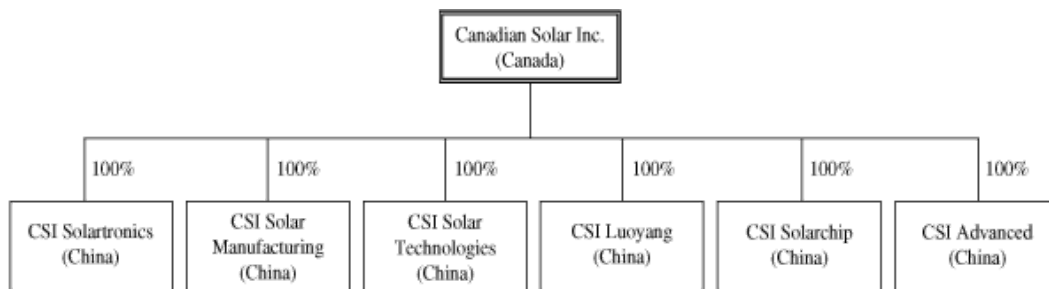 Canadian Solar Inc.
(Canada)
100%
100%
100%
100%
100%
100%
CSI Solartronics
(China)
CSI Solar
Manufacturing
(China)
CSI Solar
Technologies
(China)
CSI Luoyang
(China)
CSI Solarchip
(China)
CSI Advanced
(China)